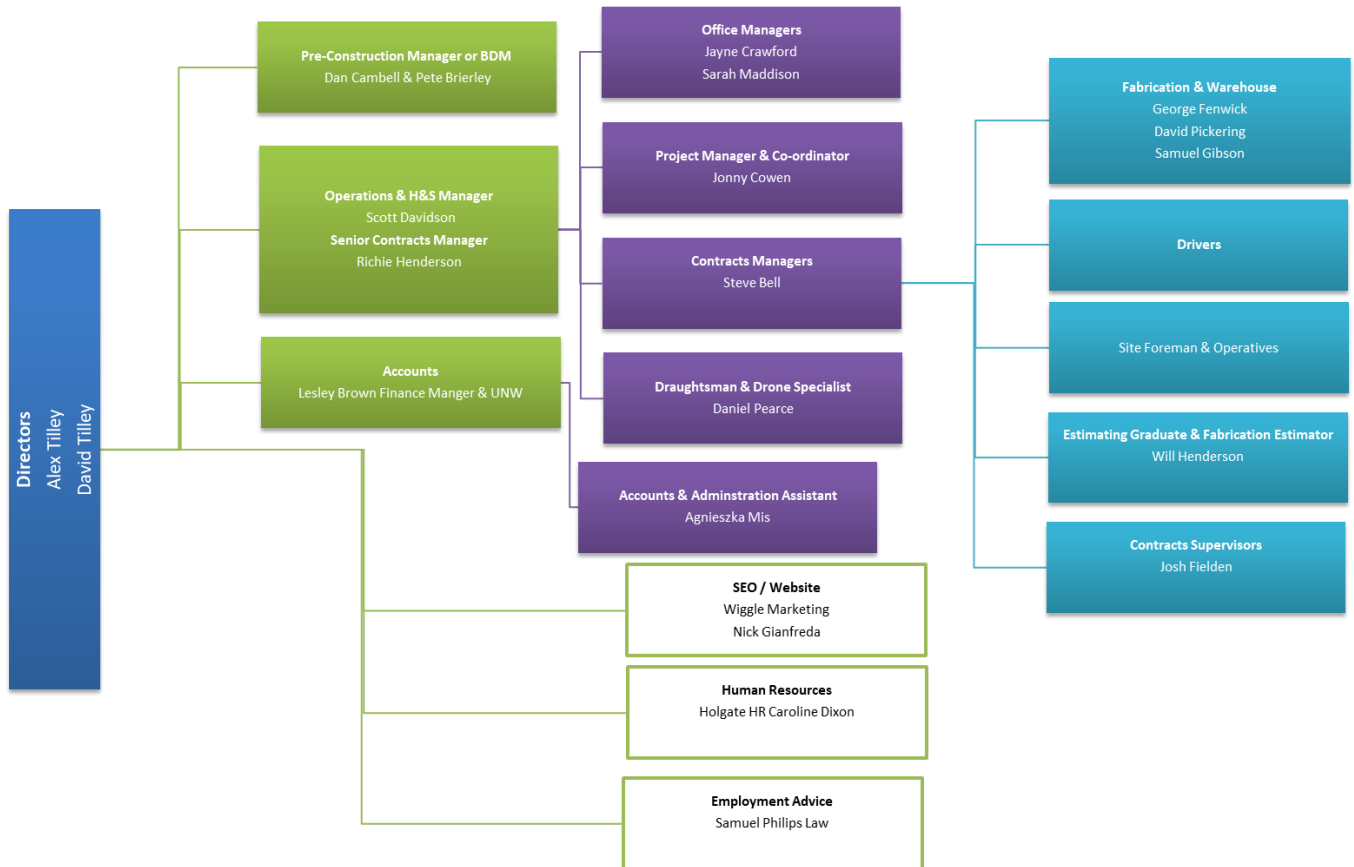 Directors
Alex Tilley
David Tilley
Pre-Construction Manager or BDM
Dan Cambell & Pete Brierley
Operations & H&S Manager
Scott Davidson
Senior Contracts Manager
Richie Henderson
Accounts
Lesley Brown Finance Manger & UNW
Office Managers
Jayne Crawford
Sarah Maddison
Project Manager & Co-ordinator
Jonny Cowen
Contracts Managers
Steve Bell
Draughtsman & Drone Specialist
Daniel Pearce
Accounts & Adminstration Assistant
Agnieszka Mis
SEO / Website
Wiggle Marketing
Nick Gianfreda
Human Resources
Holgate HR Caroline Dixon
Employment Advice
Samuel Philips Law
Fabrication & Warehouse
George Fenwick
David Pickering
Samuel Gibson
Drivers
Site Foreman & Operatives
Estimating Graduate & Fabrication Estimator
Will Henderson
Contracts Supervisors
Josh Fielden